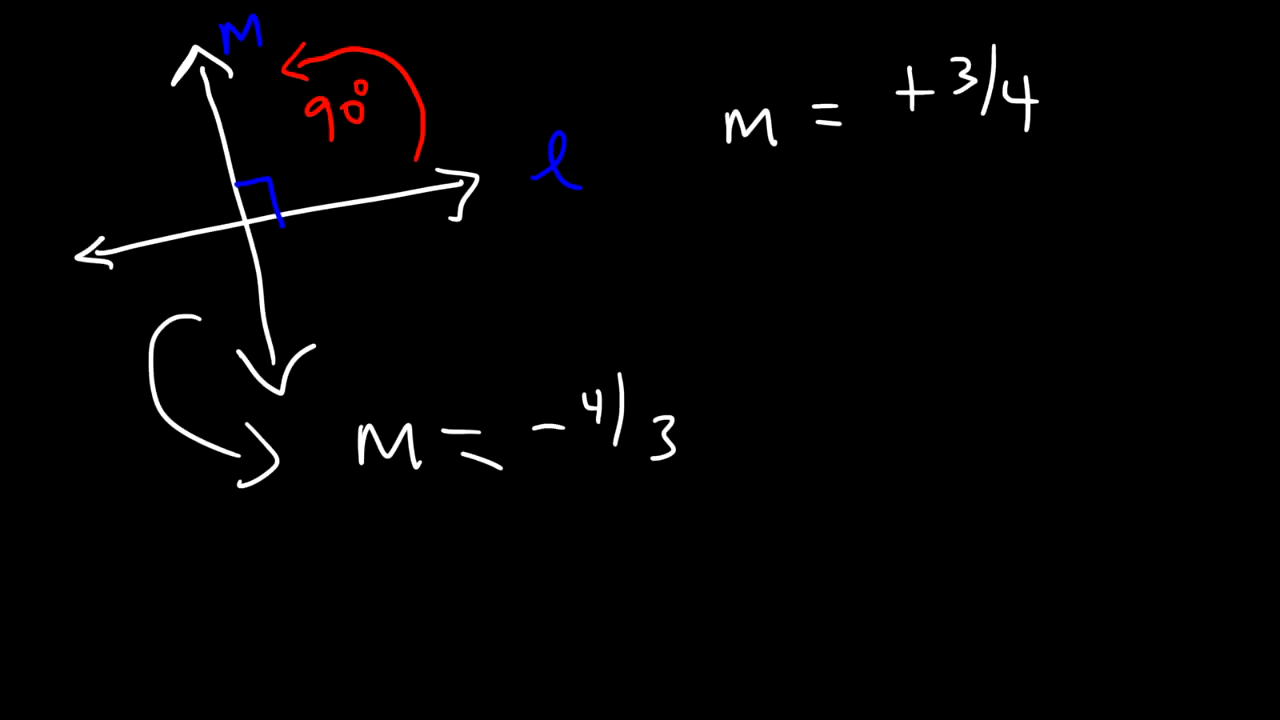 M
90°
l
m = +3/4
M = -4/3